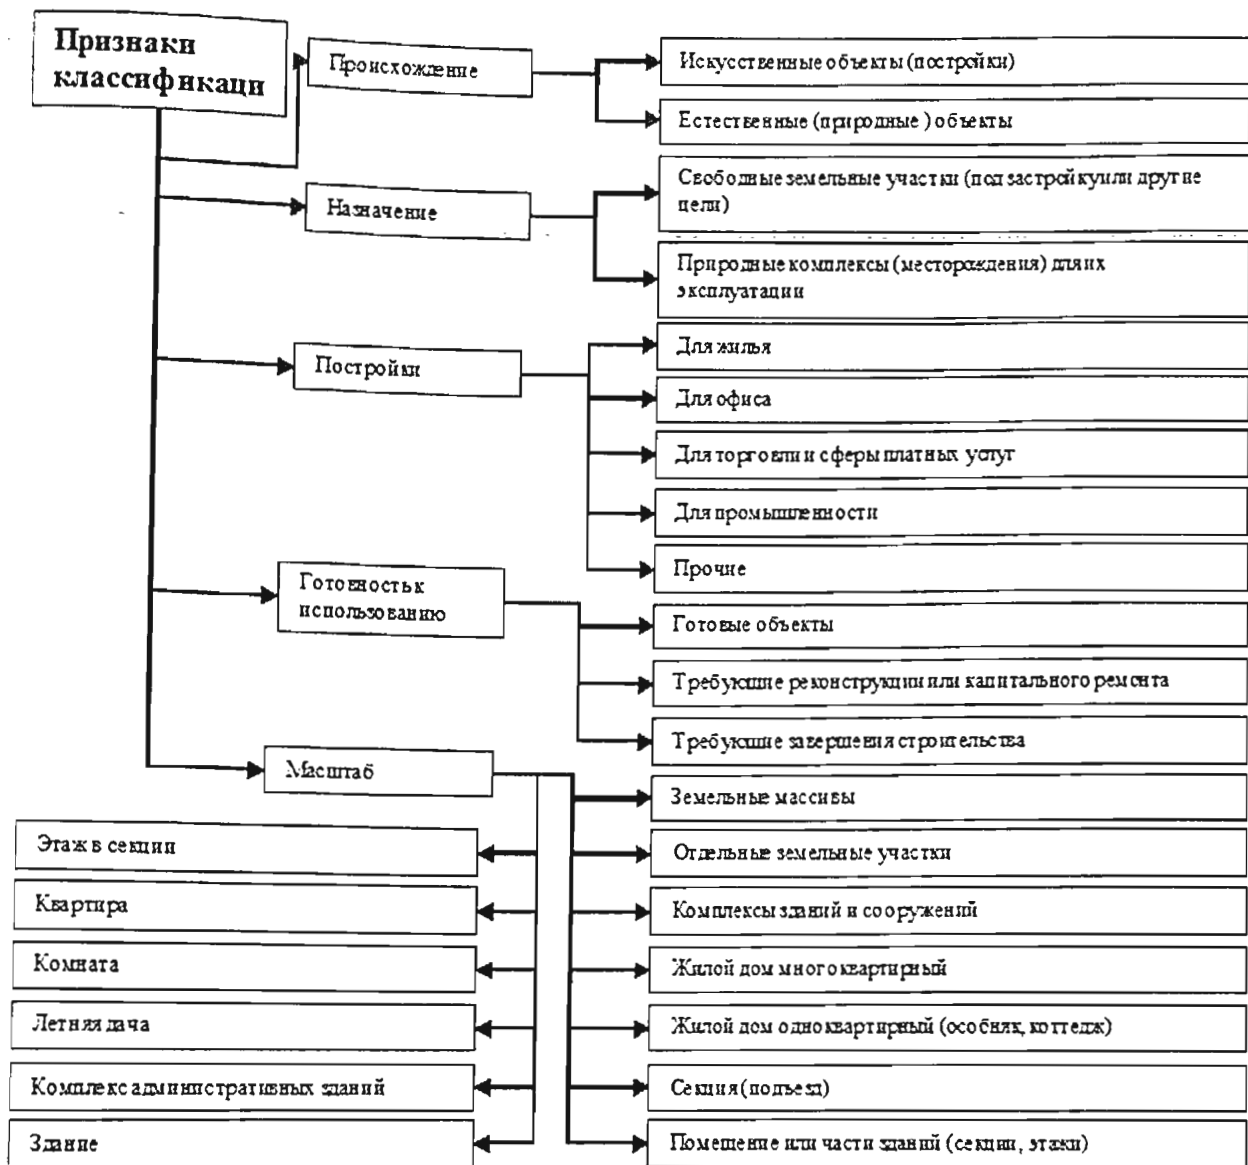 Признаки
классификаци
Происхождение
Искусственные объекты (постройки)
Естественные (природные ) объекты
Назначение
Свободные земельные участки (под застройку или другие
цели)
Природные комплексы (месторождения) для их
эксплуатации
Постройки
Для жилья
Для офиса
Для торговли и сферы платных услуг
Для промышленности
Прочие
Готовность к
использованию
Готовые объекты
Требующие реконструкции или капитального ремонта
Требующие завершения строительства
Масштаб
Земельные массивы
Отдельные земельные участки
Комплексы зданий и сооружений
Жилой дом многоквартирный
Жилой дом одноквартирный (особняк, коттедж)
Секция (подъезд)
Помещение или части зданий (секции, этажи)
Этаж в секции
Квартира
Комната
Летняя дача
Комплекс административных зданий
Здание